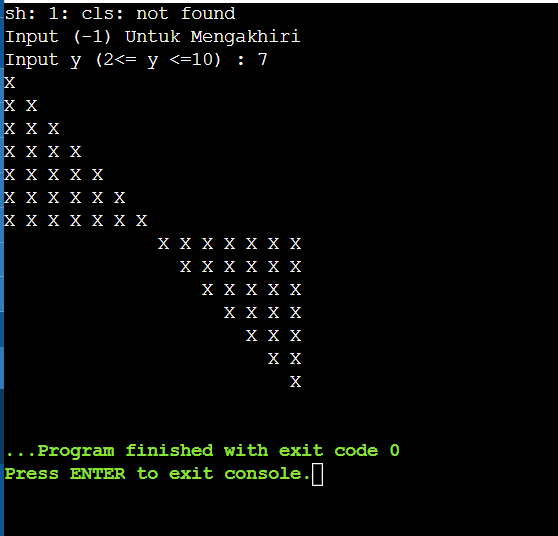 sh: 1: cls: not found
Input (-1) Untuk Mengakhiri
Input y (2<= y <=10) : 7
X
X X
X X X
X X X X
X X X X X
X X X X X X
X X X X X X X
              X X X X X X X
                X X X X X X
                  X X X X X
                    X X X X
                      X X X
                        X X
                          X
...Program finished with exit code 0
Press ENTER to exit console.